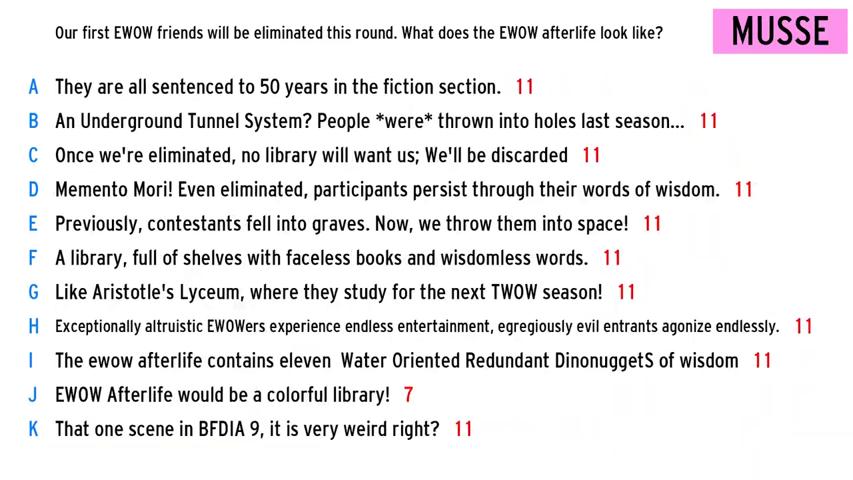 Our first EWOW friends will be eliminated this round. What does the EWOW afterlife look like?
MUSSE
A They are all sentenced to 50 years in the fiction section. 11
B An Underground Tunnel System? People *were* thrown into holes last season... 11
C Once we're eliminated, no library will want us; We'll be discarded 11
D Memento Mori! Even eliminated, participants persist through their words of wisdom. 11
E Previously, contestants fell into graves. Now, we throw them into space! 11
F A library, full of shelves with faceless books and wisdomless words. 11
G Like Aristotle's Lyceum, where they study for the next TWOW season! 11
H Exceptionally altruistic EWOWers experience endless entertainment, egregiously evil entrants agonize endlessly. 11
I The ewow afterlife contains eleven  Water Oriented Redundant DinonuggetS of wisdom 11
J EWOW Afterlife would be a colorful library! 7
K That one scene in BFDIA 9, it is very weird right? 11